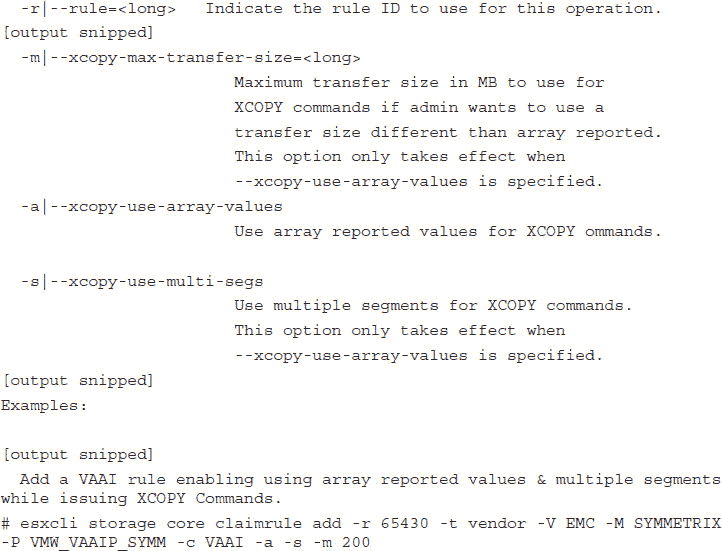 -r|--rule=<long>   Indicate the rule ID to use for this operation.
[output snipped]
-m|--xcopy-max-transfer-size=<long>
Maximum transfer size in MB to use for
XCOPY commands if admin wants to use a
transfer size different than array reported.
This option only takes effect when
--xcopy-use-array-values is specified.
-a|--xcopy-use-array-values
Use array reported values for XCOPY ommands.
-s|--xcopy-use-multi-segs
Use multiple segments for XCOPY commands.
This option only takes effect when
--xcopy-use-array-values is specified.
[output snipped]
Examples:
[output snipped]
Add a VAAI rule enabling using array reported values & multiple segments
while issuing XCOPY Commands.
# esxcli storage core claimrule add -r 65430 -t vendor -V EMC -M SYMMETRIX
-P VMW_VAAIP_SYMM -c VAAI -a -s -m 200